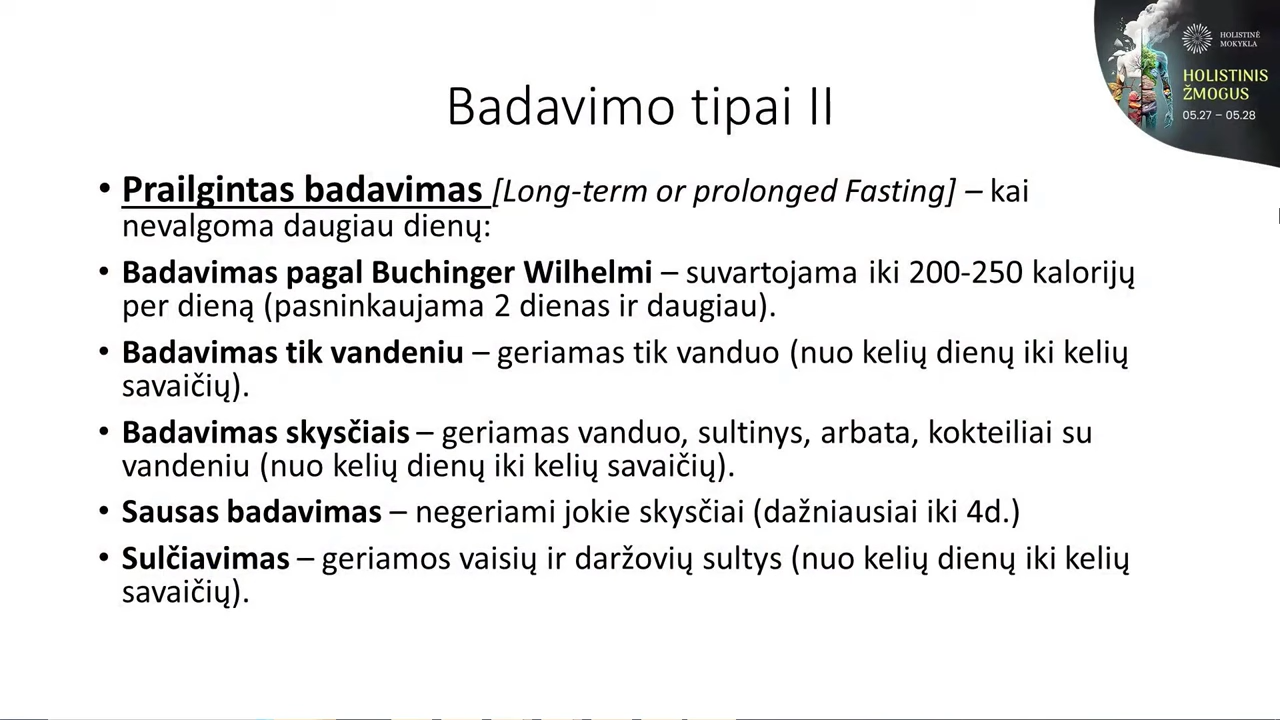 HOLISTINĖ
MOKYKLA
HOLISTINIS
ŽMOGUS
05.27 – 05.28
Badavimo tipai II
• Prailgintas badavimas [Long-term or prolonged Fasting] – kai
nevalgoma daugiau dienų:
• Badavimas pagal Buchinger Wilhelmi – suvartojama iki 200-250 kalorijų
per dieną (pasninkaujama 2 dienas ir daugiau).
• Badavimas tik vandeniu – geriamas tik vanduo (nuo kelių dienų iki kelių
savaičių).
• Badavimas skysčiais – geriamas vanduo, sultinys, arbata, kokteiliai su
vandeniu (nuo kelių dienų iki kelių savaičių).
• Sausas badavimas – negeriami jokie skysčiai (dažniausiai iki 4d.)
• Sulčiavimas – geriamos vaisių ir daržovių sultys (nuo kelių dienų iki kelių
savaičių).